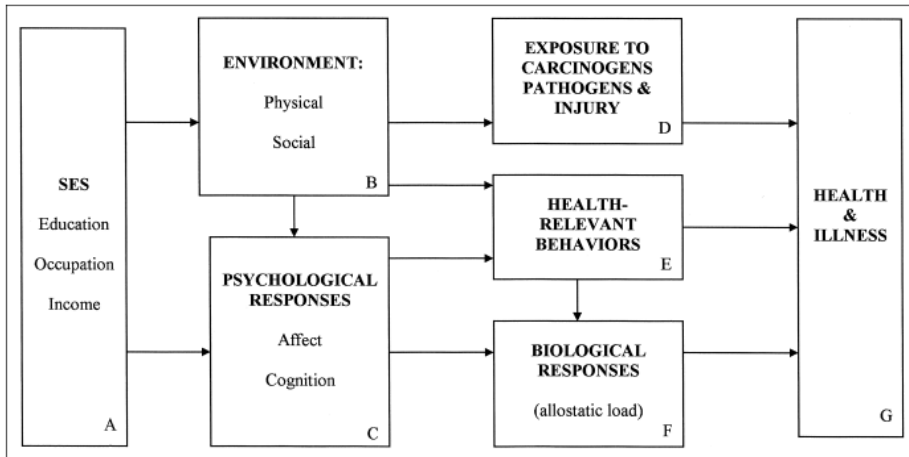 SES
Education
Occupation
Income
A
ENVIRONMENT:
Physical
Social
B
PSYCHOLOGICAL
RESPONSES
Affect
Cognition
C
EXPOSURE TO
CARCINOGENS
PATHOGENS &
INJURY
D
HEALTH-
RELEVANT
BEHAVIORS
E
BIOLOGICAL
RESPONSES
(allostatic load)
F
HEALTH
&
ILLNESS
G